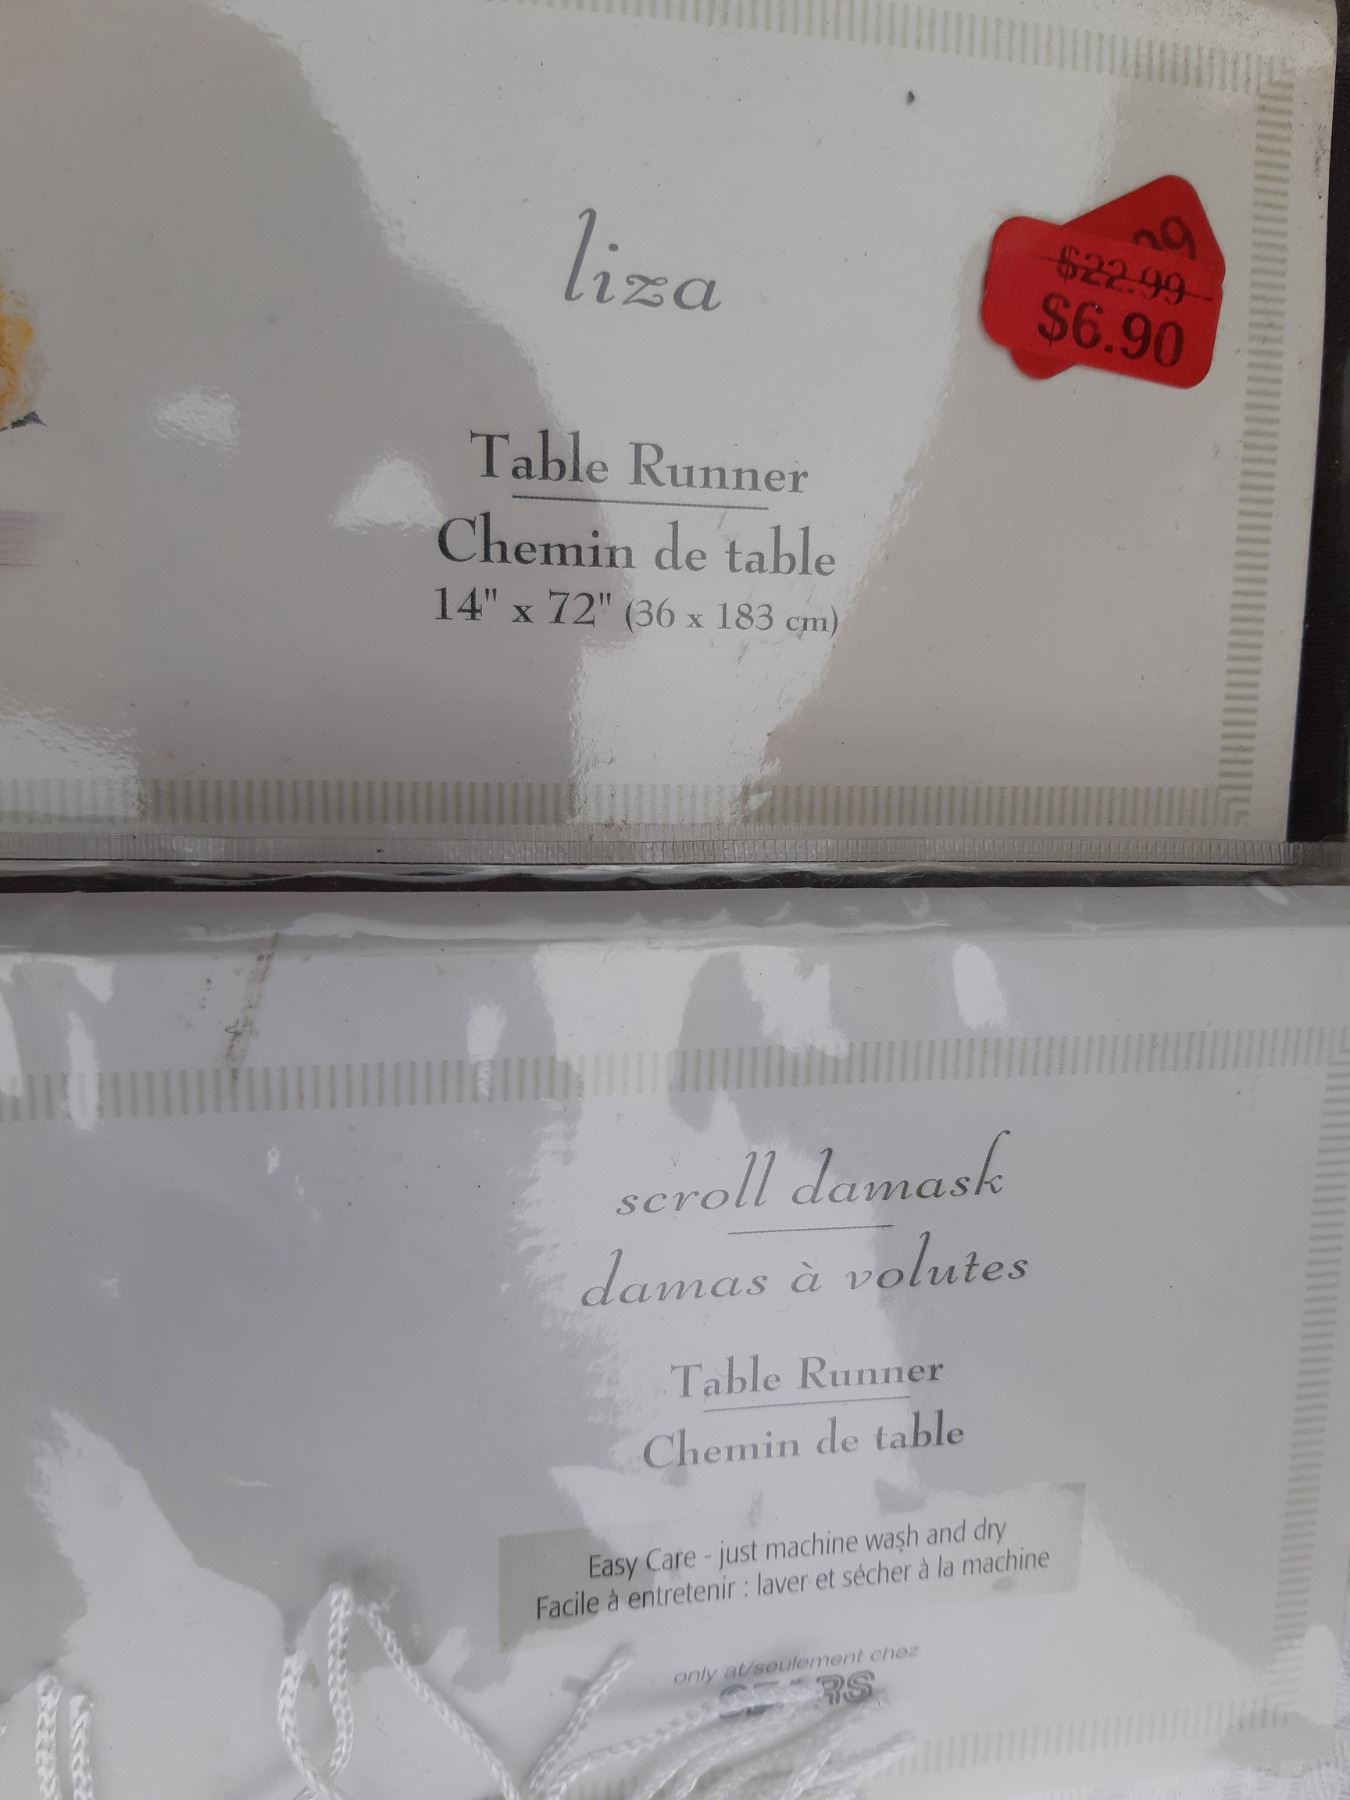 liza
09
$22.99
$6.90
Table Runner
Chemin de table
14" x 72" (36 x 183 cm)
scroll damask
damas à volutes
Table Runner
Chemin de table
Easy Care - just machine wash and dry
Facile à entretenir : laver et sécher à la machine
only at/seulement chez
SEARS